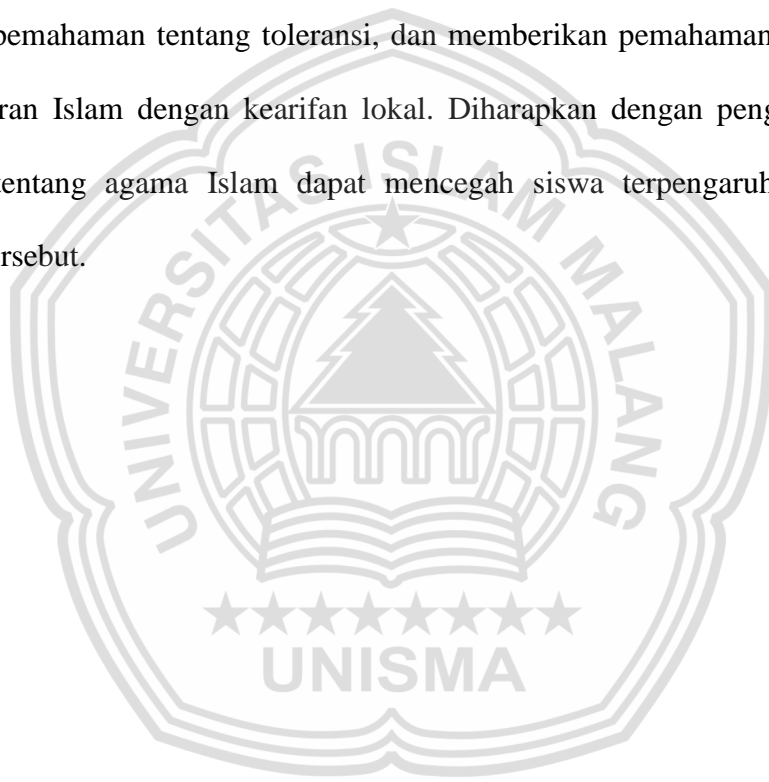 pemahaman tentang toleransi, dan memberikan pemahaman
ran Islam dengan kearifan lokal. Diharapkan dengan peng
tentang agama Islam dapat mencegah siswa terpengaruh
rsebut.
UNIVERSITAS ISLAM MALANG
UNISMA